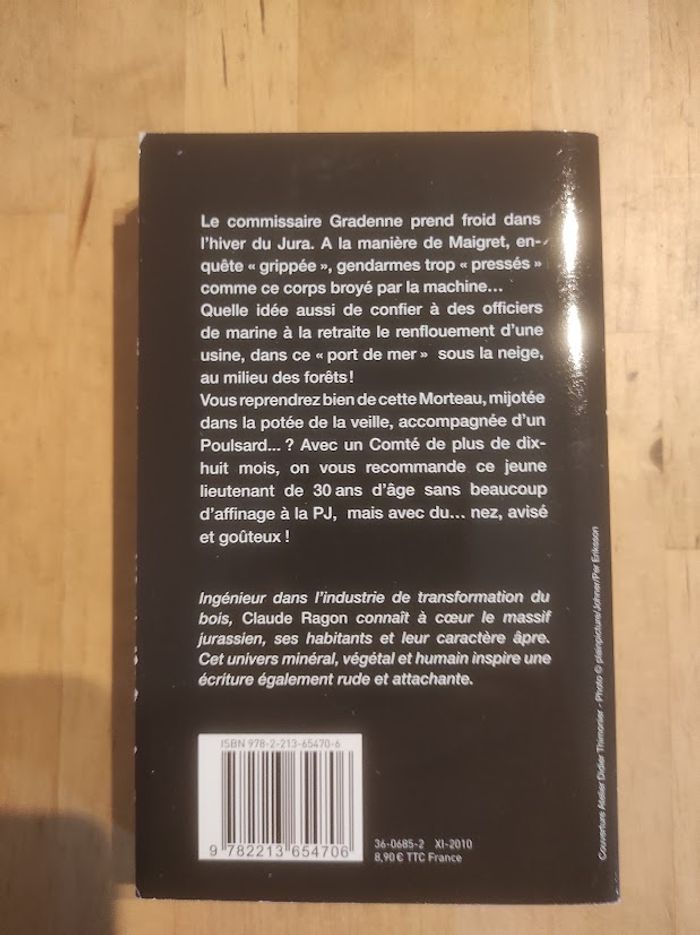 Le commissaire Gradenne prend froid dans
l'hiver du Jura. A la manière de Maigret, en-
quête « grippée », gendarmes trop « pressés »
comme ce corps broyé par la machine...
Quelle idée aussi de confier à des officiers
de marine à la retraite le renflouement d'une
usine, dans ce « port de mer » sous la neige,
au milieu des forêts !
Vous reprendrez bien de cette Morteau, mijotée
dans la potée de la veille, accompagnée d'un
Poulsard... ? Avec un Comté de plus de dix-
huit mois, on vous recommande ce jeune
lieutenant de 30 ans d'âge sans beaucoup
d'affinage à la PJ, mais avec du... nez, avisé
et goûteux !
Ingénieur dans l'industrie de transformation du
bois, Claude Ragon connaît à cœur le massif
jurassien, ses habitants et leur caractère âpre.
Cet univers minéral, végétal et humain inspire une
écriture également rude et attachante.
ISBN 978-2-213-65470-6
9 782213 654706
36-0685-2 XI-2010
8,90 € TTC France
Couverture Atelier Didier Thimonier - Photo © plainpicture/Johner/Per Eriksson